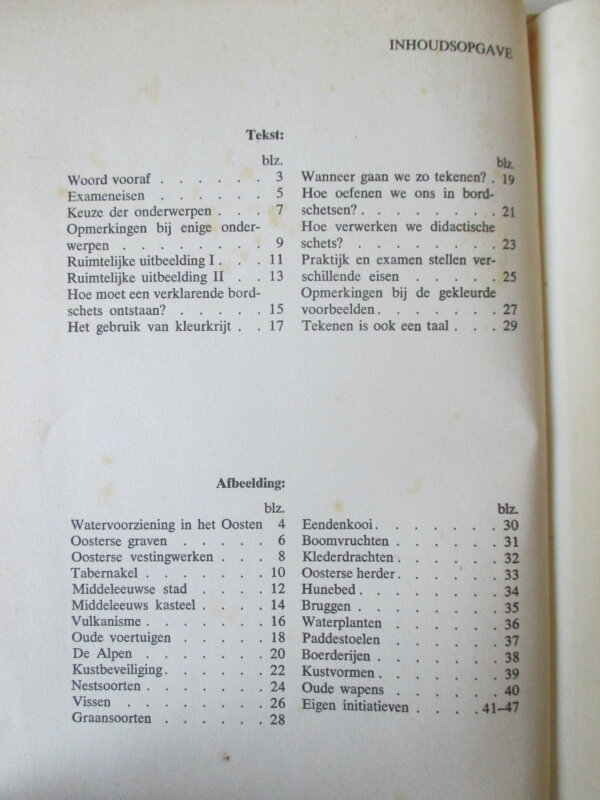 INHOUDSOPGAVE
Tekst:
blz.
Woord vooraf . . . . . . 3
Exameneisen . . . . . . 5
Keuze der onderwerpen . . . 7
Opmerkingen bij enige onder-
werpen . . . . . . . 9
Ruimtelijke uitbeelding I . . . 11
Ruimtelijke uitbeelding II . . 13
Hoe moet een verklarende bord-
schets ontstaan? . . . . . 15
Het gebruik van kleurkrijt . . 17
blz.
Wanneer gaan we zo tekenen? . 19
Hoe oefenen we ons in bord-
schetsen? . . . . . . . . 21
Hoe verwerken we didactische
schets? . . . . . . . . . 23
Praktijk en examen stellen ver-
schillende eisen . . . . . 25
Opmerkingen bij de gekleurde
voorbeelden . . . . . . . 27
Tekenen is ook een taal . . . 29
Afbeelding:
blz.
Watervoorziening in het Oosten 4
Oosterse graven . . . . . 6
Oosterse vestingwerken . . . 8
Tabernakel . . . . . . . 10
Middeleeuwse stad . . . . 12
Middeleeuws kasteel . . . . 14
Vulkanisme . . . . . . . 16
Oude voertuigen . . . . . 18
De Alpen . . . . . . . 20
Kustbeveiliging . . . . . . 22
Nestsoorten . . . . . . . 24
Vissen . . . . . . . . 26
Graansoorten . . . . . . 28
blz.
Eendenkooi . . . . . . . 30
Boomvruchten . . . . . . 31
Klederdrachten . . . . . . 32
Oosterse herder . . . . . . 33
Hunebed . . . . . . . . 34
Bruggen . . . . . . . . 35
Waterplanten . . . . . . 36
Paddestoelen . . . . . . 37
Boerderijen . . . . . . . 38
Kustvormen . . . . . . . 39
Oude wapens . . . . . . 40
Eigen initiatieven . . . . 41–47